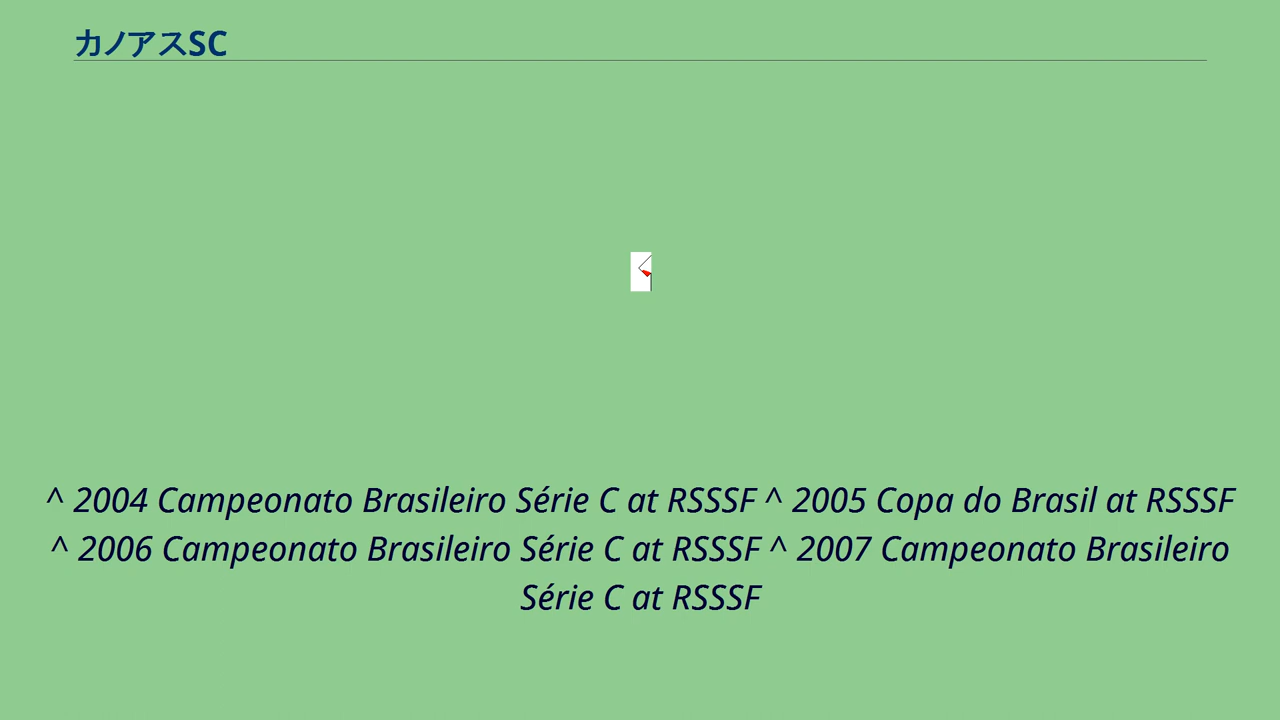 カノアスSC
^ 2004 Campeonato Brasileiro Série C at RSSSF ^ 2005 Copa do Brasil at RSSSF
^ 2006 Campeonato Brasileiro Série C at RSSSF ^ 2007 Campeonato Brasileiro
Série C at RSSSF